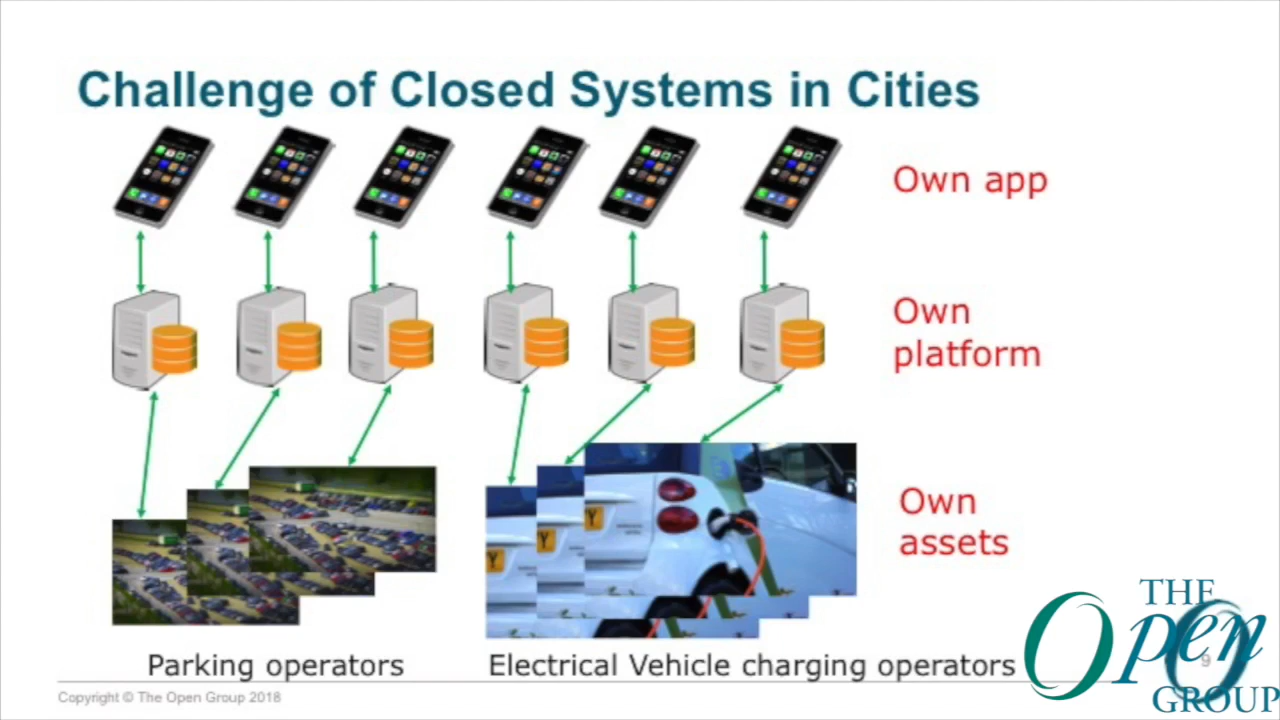 Challenge of Closed Systems in Cities
Own app
Own
platform
Own
assets
Parking operators
Electrical Vehicle charging operators
Copyright © The Open Group 2018
9
THE
Open
GROUP